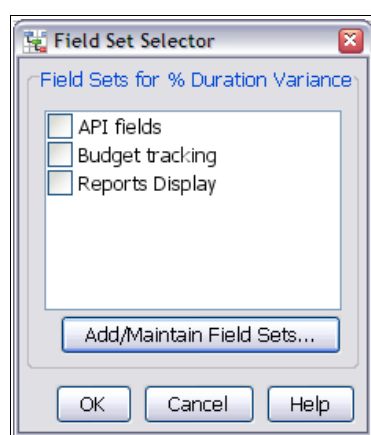 Field Set Selector
Field Sets for % Duration Variance
API fields
Budget tracking
Reports Display
Add/Maintain Field Sets...
OK Cancel Help